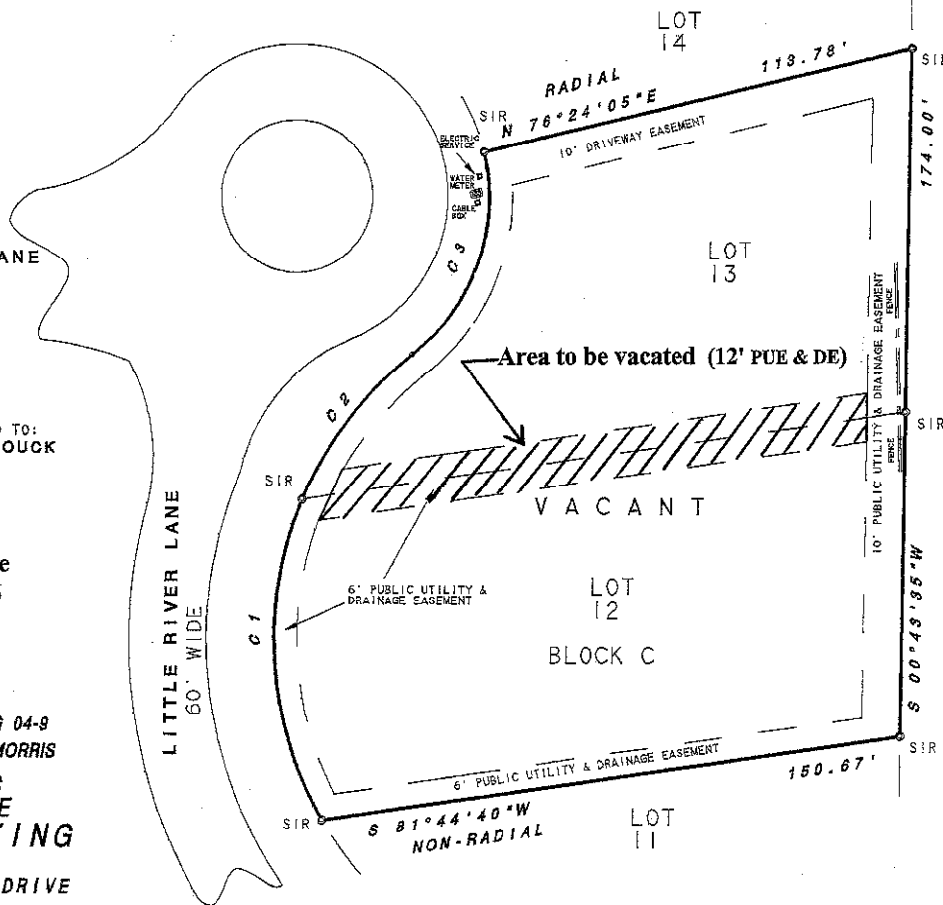 LOT
14
RADIAL
113.78'
SIR
N 76°24'05"E
SIR
10' DRIVEWAY EASEMENT
ELECTRIC
SERVICE
WATER
METER
CABLE
BOX
174.00'
ANE
C3
LOT
13
Area to be vacated (12' PUE & DE)
10' PUBLIC UTILITY & DRAINAGE EASEMENT
FENCE
FENCE
C2
TO:
OUCK
SIR
SIR
VACANT
LITTLE RIVER LANE
60' WIDE
e
6' PUBLIC UTILITY &
DRAINAGE EASEMENT
LOT
12
C1
BLOCK C
S 00°43'35"W
04-9
MORRIS
E
TING
DRIVE
6' PUBLIC UTILITY & DRAINAGE EASEMENT
150.67'
SIR
SIR
S 81°44'40"W
NON-RADIAL
LOT
11